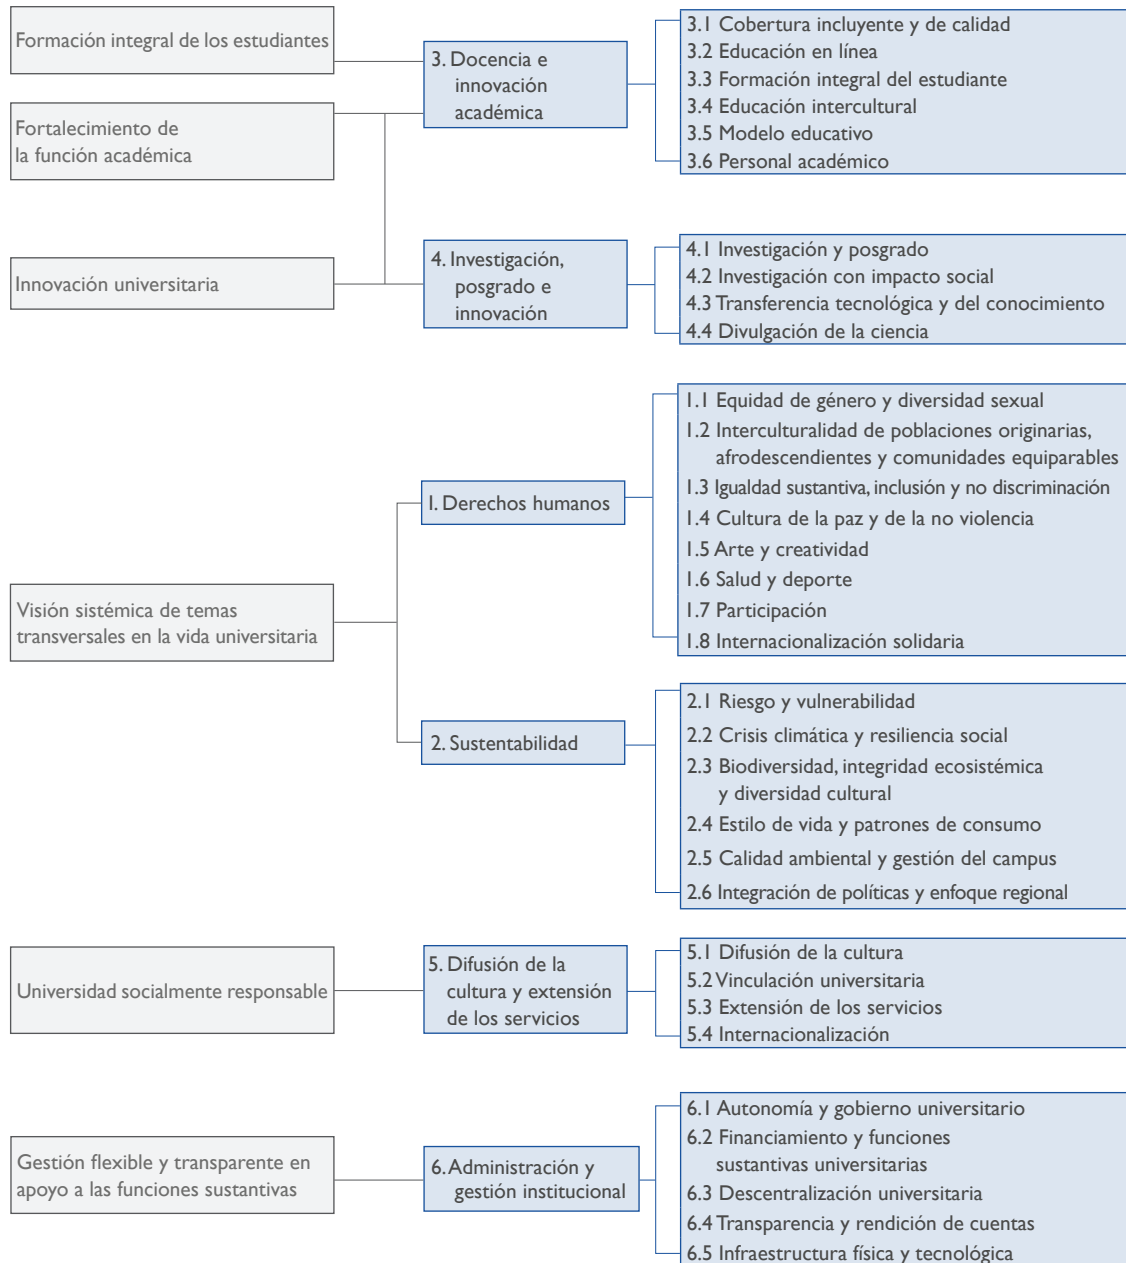 Formación integral de los estudiantes
3. Docencia e
innovación
académica
3.1 Cobertura incluyente y de calidad
3.2 Educación en línea
3.3 Formación integral del estudiante
3.4 Educación intercultural
3.5 Modelo educativo
3.6 Personal académico
Fortalecimiento de
la función académica
Innovación universitaria
4. Investigación,
posgrado e
innovación
4.1 Investigación y posgrado
4.2 Investigación con impacto social
4.3 Transferencia tecnológica y del conocimiento
4.4 Divulgación de la ciencia
Visión sistémica de temas
transversales en la vida universitaria
1. Derechos humanos
1.1 Equidad de género y diversidad sexual
1.2 Interculturalidad de poblaciones originarias,
afrodescendientes y comunidades equiparables
1.3 Igualdad sustantiva, inclusión y no discriminación
1.4 Cultura de la paz y de la no violencia
1.5 Arte y creatividad
1.6 Salud y deporte
1.7 Participación
1.8 Internacionalización solidaria
2. Sustentabilidad
2.1 Riesgo y vulnerabilidad
2.2 Crisis climática y resiliencia social
2.3 Biodiversidad, integridad ecosistémica
y diversidad cultural
2.4 Estilo de vida y patrones de consumo
2.5 Calidad ambiental y gestión del campus
2.6 Integración de políticas y enfoque regional
Universidad socialmente responsable
5. Difusión de la
cultura y extensión
de los servicios
5.1 Difusión de la cultura
5.2 Vinculación universitaria
5.3 Extensión de los servicios
5.4 Internacionalización
Gestión flexible y transparente en
apoyo a las funciones sustantivas
6. Administración y
gestión institucional
6.1 Autonomía y gobierno universitario
6.2 Financiamiento y funciones
sustantivas universitarias
6.3 Descentralización universitaria
6.4 Transparencia y rendición de cuentas
6.5 Infraestructura física y tecnológica